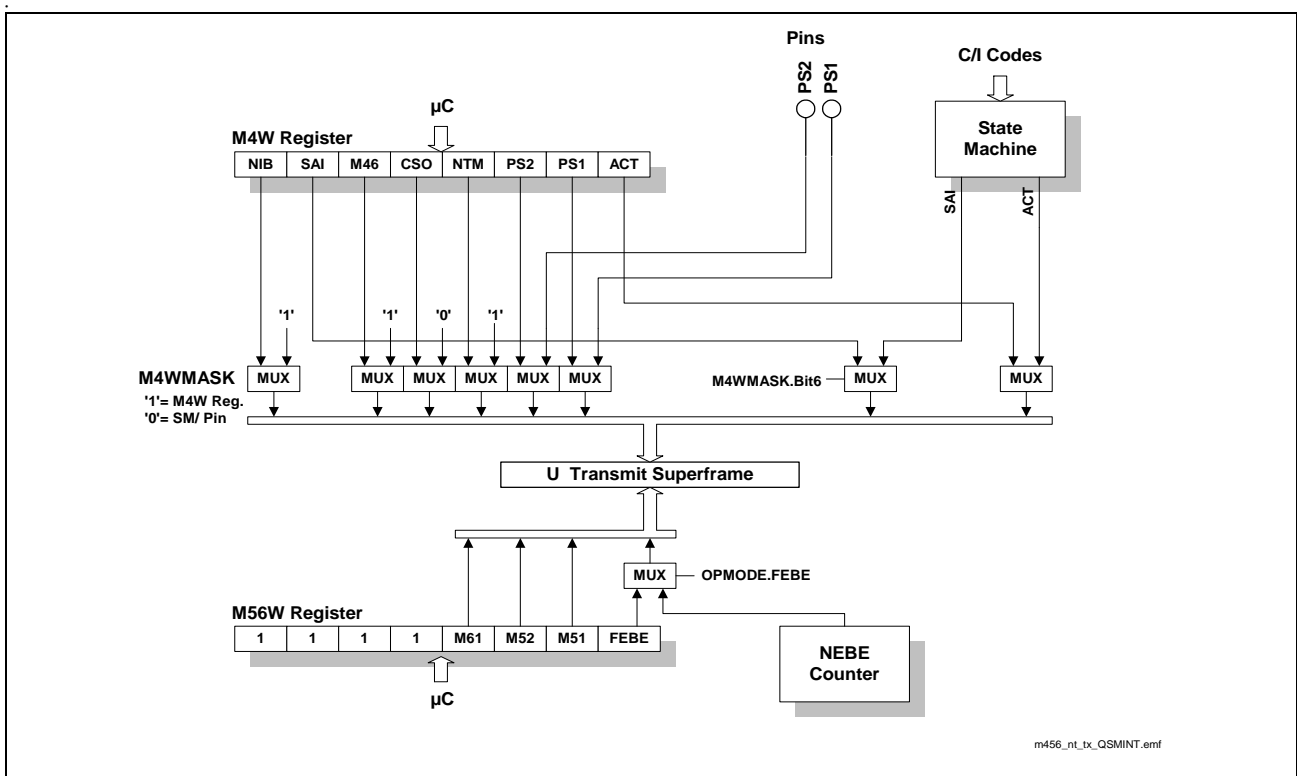 .
Pins
PS2
PS1
C/I Codes
µC
State
Machine
M4W Register
NIB SAI M46 CSO NTM PS2 PS1 ACT
SAI
ACT
'1' '1' '0' '1'
M4WMASK
MUX MUX MUX MUX MUX MUX
M4WMASK.Bit6
MUX MUX
'1'= M4W Reg.
'0'= SM/ Pin
U Transmit Superframe
MUX
OPMODE.FEBE
M56W Register
1 1 1 1 M61 M52 M51 FEBE
NEBE
Counter
µC
m456_nt_tx_QSMINT.emf